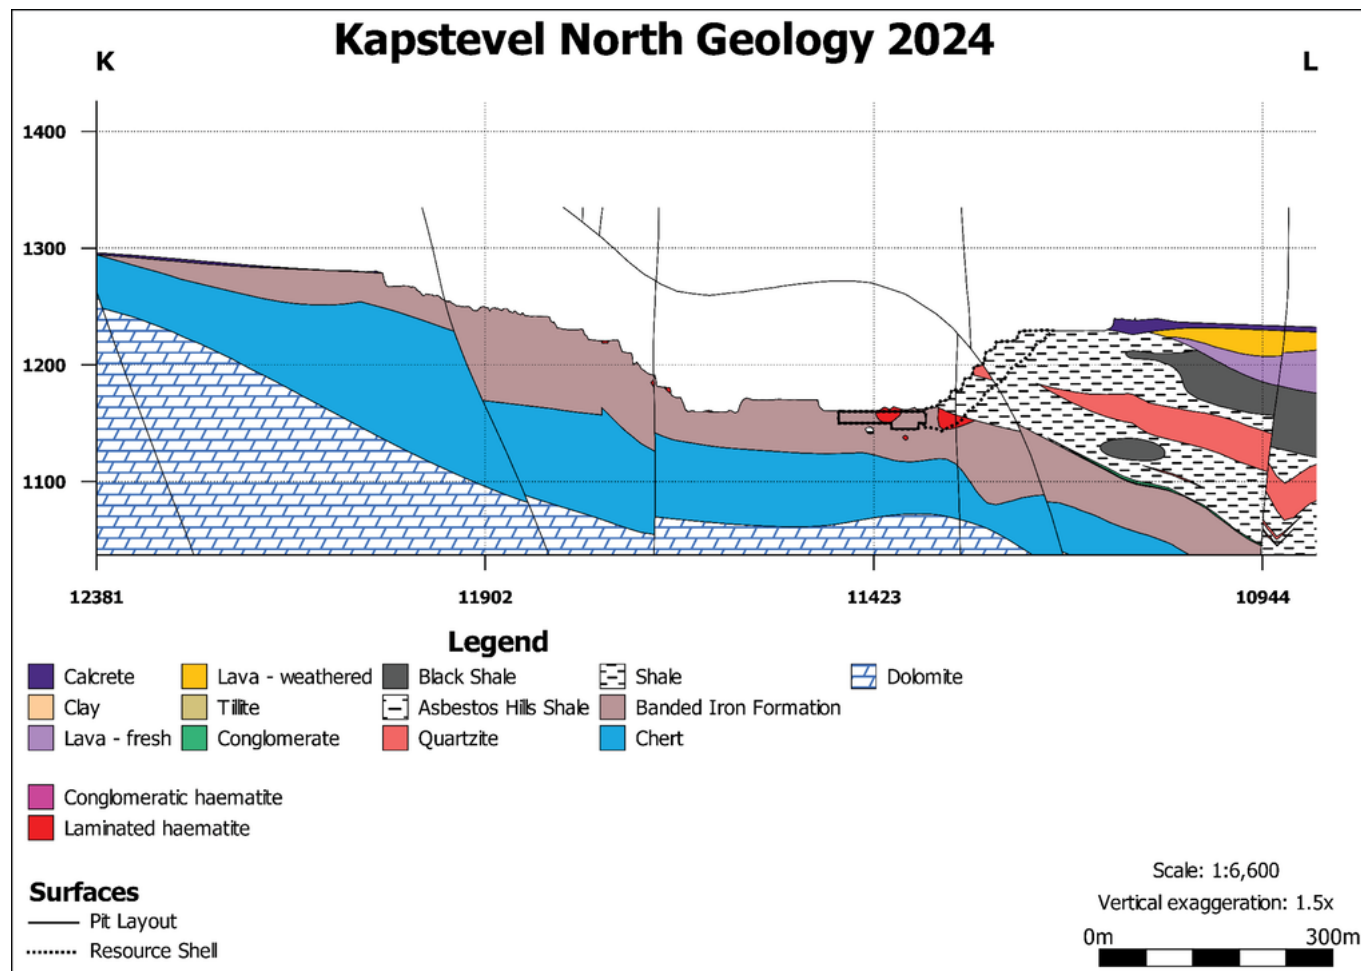 Kapstevel North Geology 2024
K
L
1400
1300
1200
1100
12381
11902
11423
10944
Legend
Calcrete
Lava - weathered
Black Shale
Shale
Dolomite
Clay
Tillite
Asbestos Hills Shale
Banded Iron Formation
Lava - fresh
Conglomerate
Quartzite
Chert
Conglomeratic haematite
Laminated haematite
Surfaces
Pit Layout
Resource Shell
Scale: 1:6,600
Vertical exaggeration: 1.5x
0m
300m